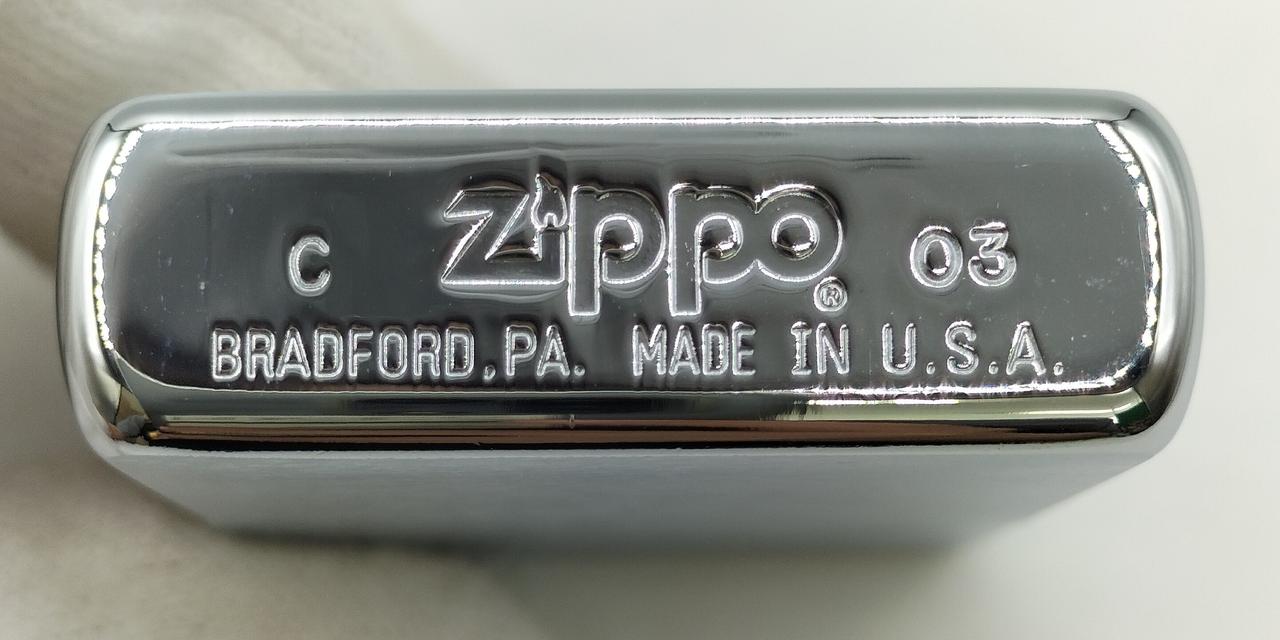 C Zippo® 03
BRADFORD, PA. MADE IN U.S.A.